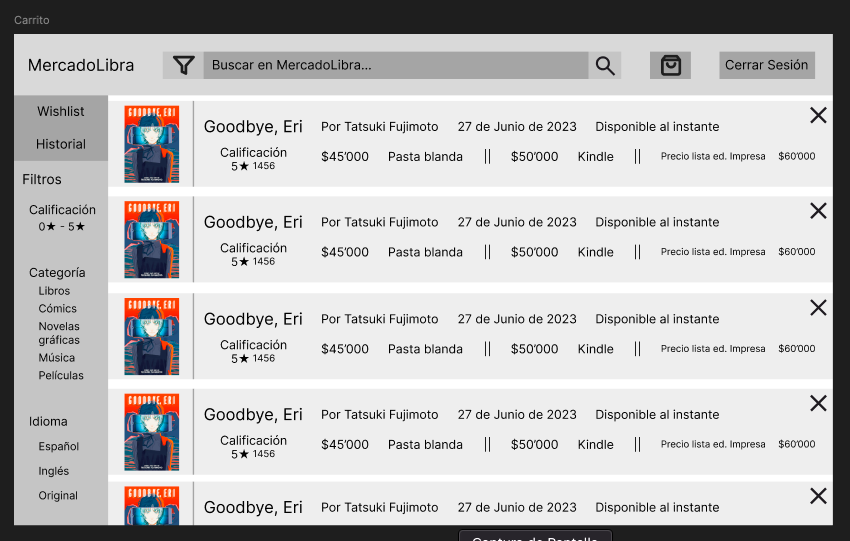 Carrito
MercadoLibra
Buscar en MercadoLibra...
Cerrar Sesión
Wishlist
Historial
Filtros
Calificación
0★ - 5★
Categoría
Libros
Cómics
Novelas
gráficas
Música
Películas
Idioma
Español
Inglés
Original
GOODBYE, ERI
Goodbye, Eri Por Tatsuki Fujimoto 27 de Junio de 2023 Disponible al instante
Calificación
5★ 1456
$45'000 Pasta blanda || $50'000 Kindle || Precio lista ed. Impresa $60'000
GOODBYE, ERI
Goodbye, Eri Por Tatsuki Fujimoto 27 de Junio de 2023 Disponible al instante
Calificación
5★ 1456
$45'000 Pasta blanda || $50'000 Kindle || Precio lista ed. Impresa $60'000
GOODBYE, ERI
Goodbye, Eri Por Tatsuki Fujimoto 27 de Junio de 2023 Disponible al instante
Calificación
5★ 1456
$45'000 Pasta blanda || $50'000 Kindle || Precio lista ed. Impresa $60'000
GOODBYE, ERI
Goodbye, Eri Por Tatsuki Fujimoto 27 de Junio de 2023 Disponible al instante
Calificación
5★ 1456
$45'000 Pasta blanda || $50'000 Kindle || Precio lista ed. Impresa $60'000
GOODBYE, ERI
Goodbye, Eri Por Tatsuki Fujimoto 27 de Junio de 2023 Disponible al instante
Captura de Pantalla